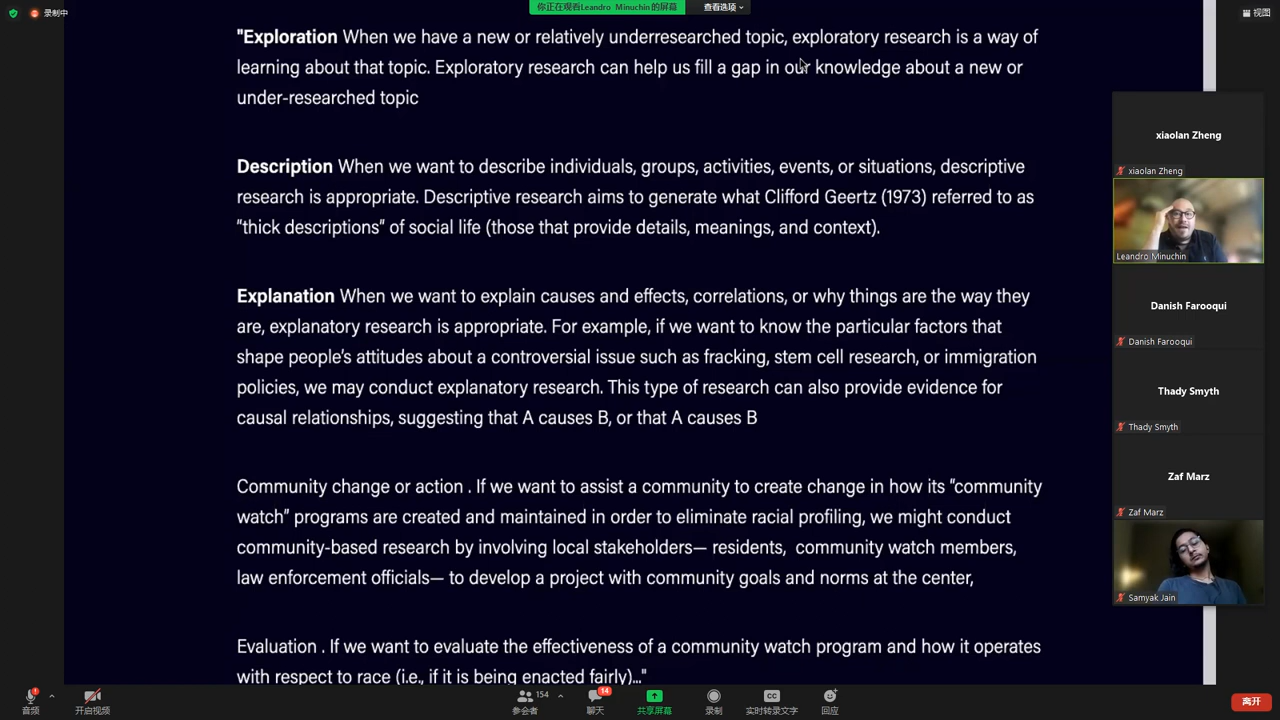 录制中
你正在观看Leandro Minuchin的屏幕
查看选项
视图
"Exploration When we have a new or relatively underresearched topic, exploratory research is a way of
learning about that topic. Exploratory research can help us fill a gap in our knowledge about a new or
under-researched topic
Description When we want to describe individuals, groups, activities, events, or situations, descriptive
research is appropriate. Descriptive research aims to generate what Clifford Geertz (1973) referred to as
"thick descriptions" of social life (those that provide details, meanings, and context).
Explanation When we want to explain causes and effects, correlations, or why things are the way they
are, explanatory research is appropriate. For example, if we want to know the particular factors that
shape people's attitudes about a controversial issue such as fracking, stem cell research, or immigration
policies, we may conduct explanatory research. This type of research can also provide evidence for
causal relationships, suggesting that A causes B, or that A causes B
Community change or action . If we want to assist a community to create change in how its "community
watch" programs are created and maintained in order to eliminate racial profiling, we might conduct
community-based research by involving local stakeholders— residents, community watch members,
law enforcement officials— to develop a project with community goals and norms at the center,
Evaluation . If we want to evaluate the effectiveness of a community watch program and how it operates
with respect to race (i.e., if it is being enacted fairly)..."
xiaolan Zheng
xiaolan Zheng
Leandro Minuchin
Danish Farooqui
Danish Farooqui
Thady Smyth
Thady Smyth
Zaf Marz
Zaf Marz
Samyak Jain
音频
开启视频
154
参会者
14
聊天
共享屏幕
录制
CC
实时转录文字
回应
离开